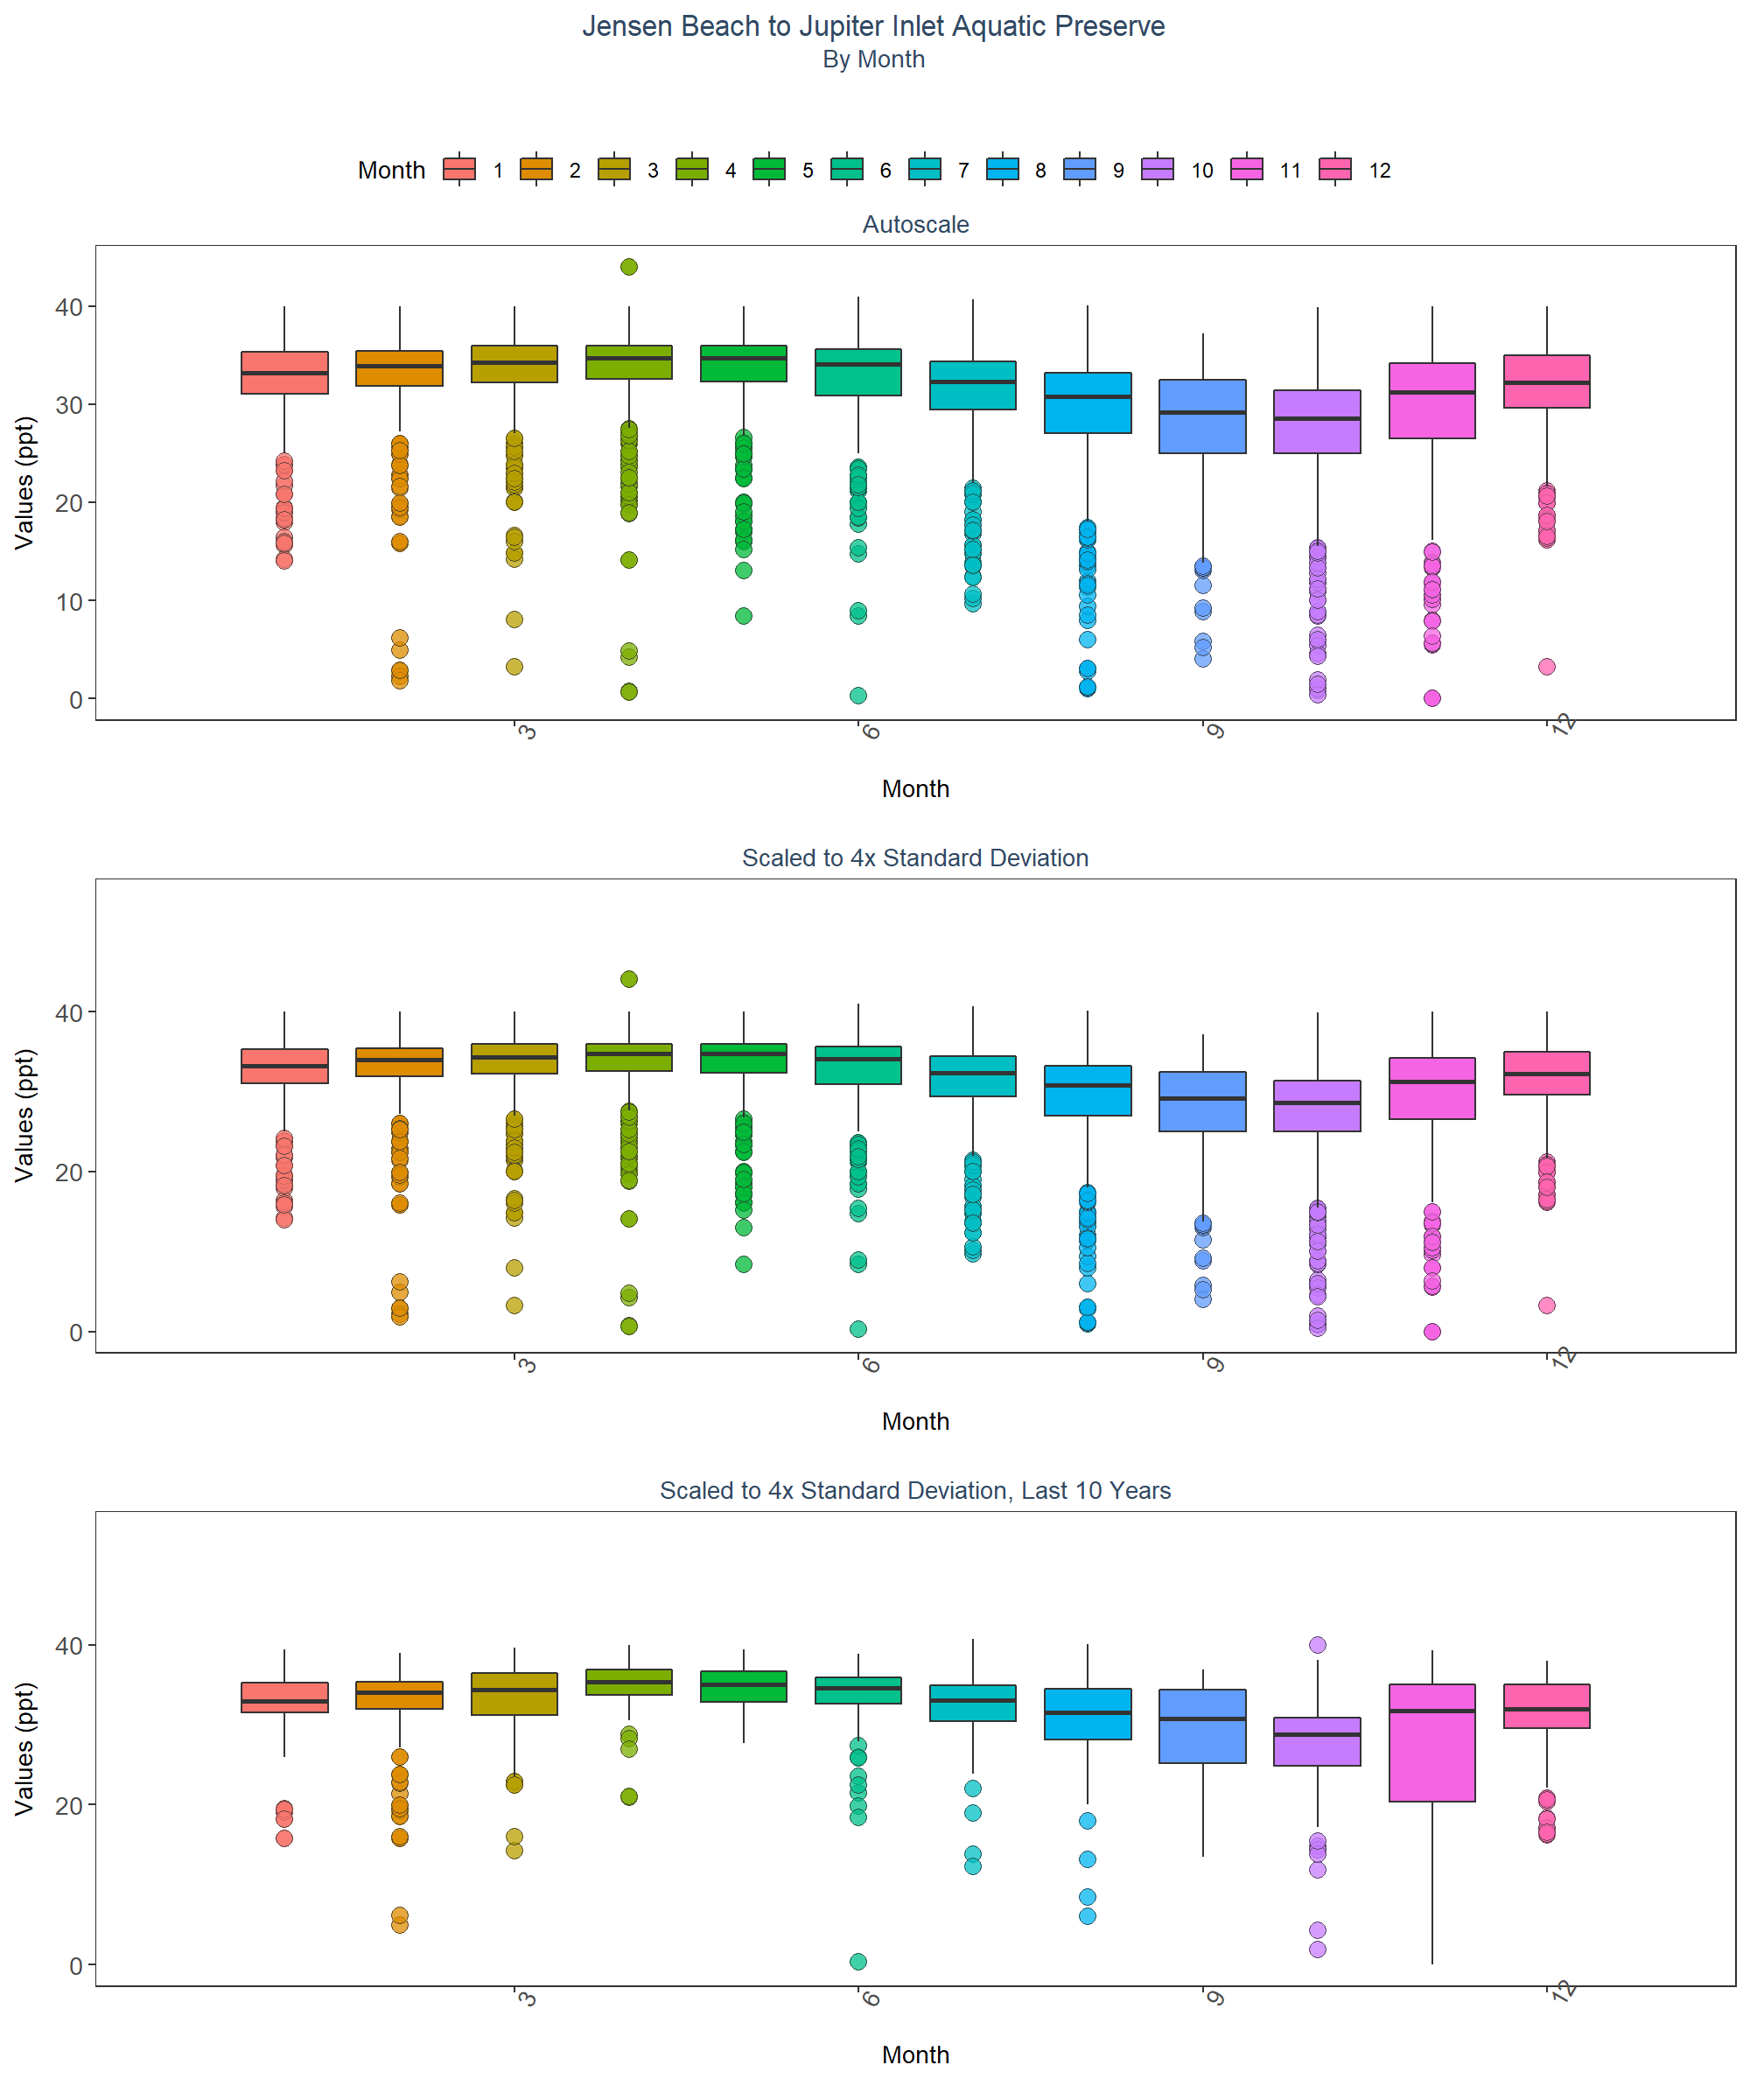 Jensen Beach to Jupiter Inlet Aquatic Preserve
By Month
Month 1 2 3 4 5 6 7 8 9 10 11 12
Autoscale
Values (ppt)
40
30
20
10
0
3 6 9 12
Month
Scaled to 4x Standard Deviation
Values (ppt)
40
20
0
3 6 9 12
Month
Scaled to 4x Standard Deviation, Last 10 Years
Values (ppt)
40
20
0
3 6 9 12
Month